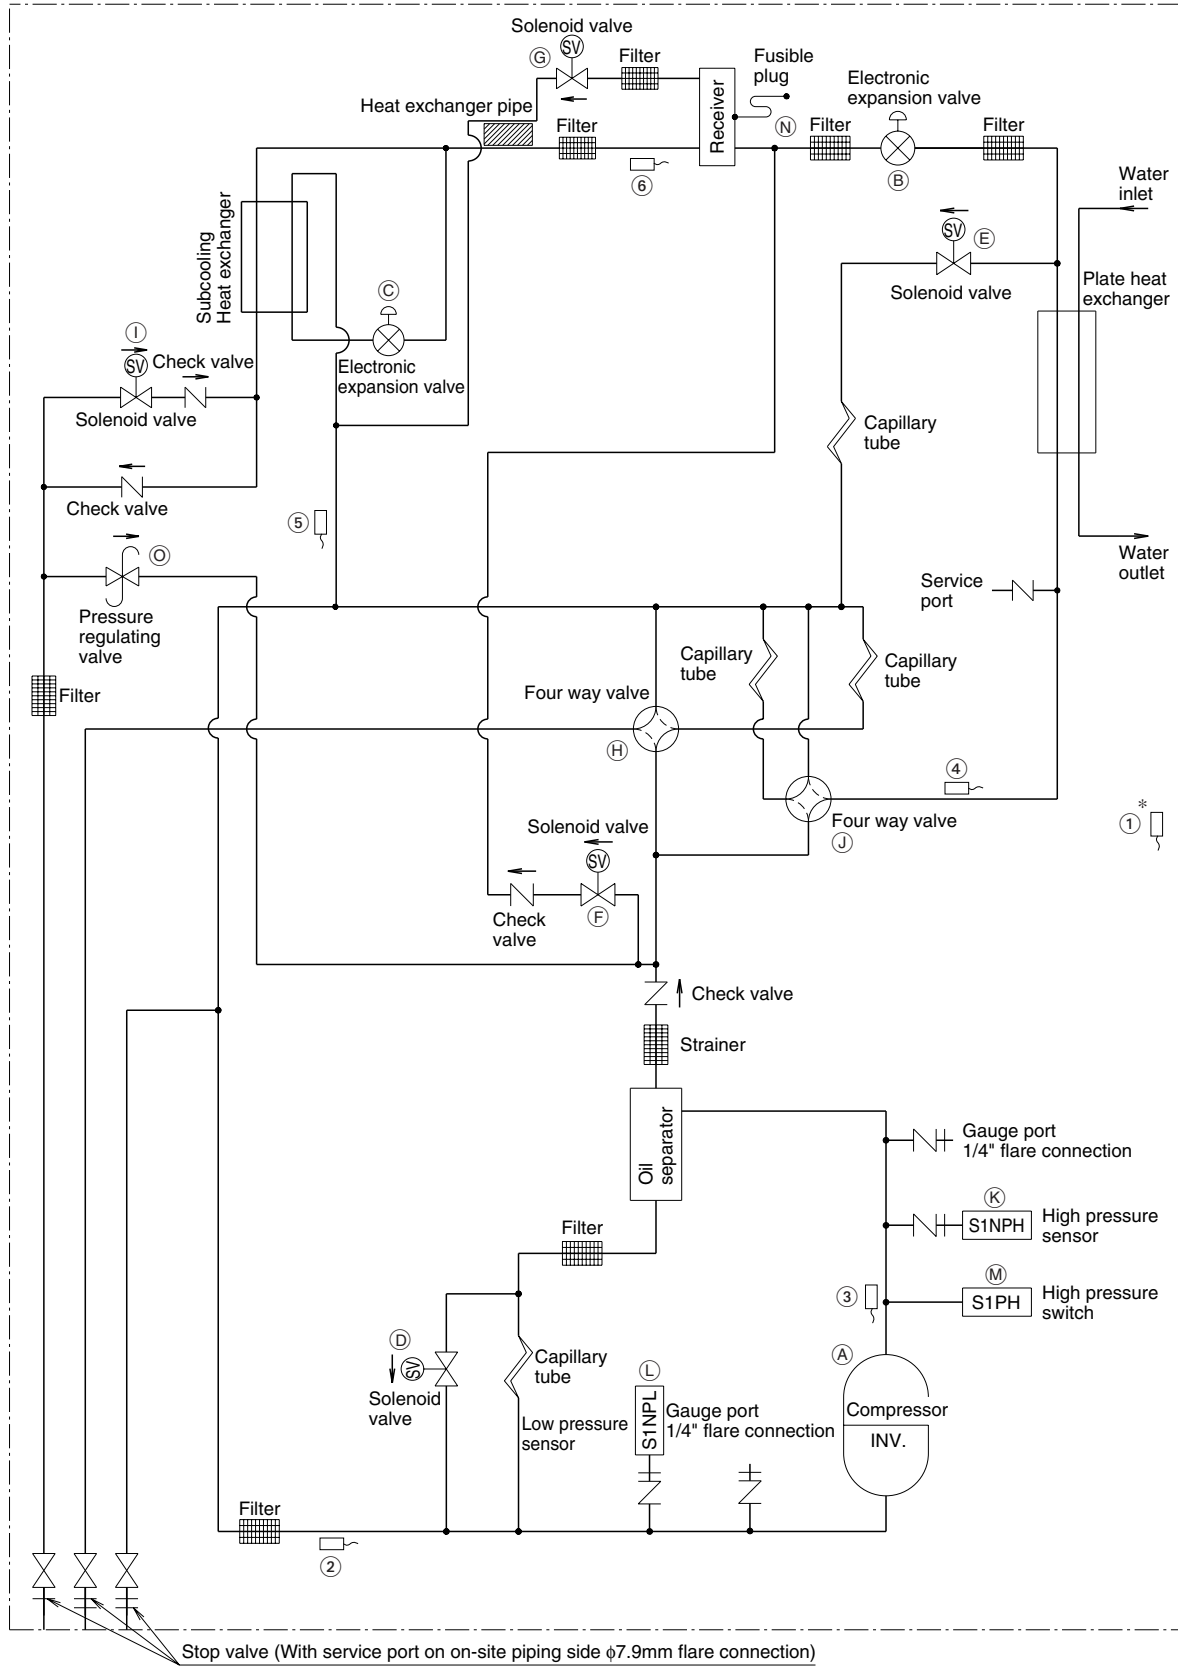 Solenoid valve
SV
G
Filter
Fusible
plug
Electronic
expansion valve
Heat exchanger pipe
Filter
Receiver
N
Filter
Filter
6
B
Water
inlet
SV
E
Solenoid valve
Plate heat
exchanger
Subcooling
Heat exchanger
C
Electronic
expansion valve
I
SV
Check valve
Solenoid valve
Capillary
tube
Check valve
5
O
Pressure
regulating
valve
Water
outlet
Service
port
Filter
Capillary
tube
Capillary
tube
Four way valve
H
4
Four way valve
J
*
1
Solenoid valve
SV
F
Check
valve
Check valve
Strainer
Oil
separator
Gauge port
1/4" flare connection
K
S1NPH
High pressure
sensor
Filter
M
S1PH
High pressure
switch
3
D
SV
Solenoid
valve
Capillary
tube
A
L
S1NPL
Low pressure
sensor
Gauge port
1/4" flare connection
Compressor
INV.
Filter
2
Stop valve (With service port on on-site piping side φ7.9mm flare connection)